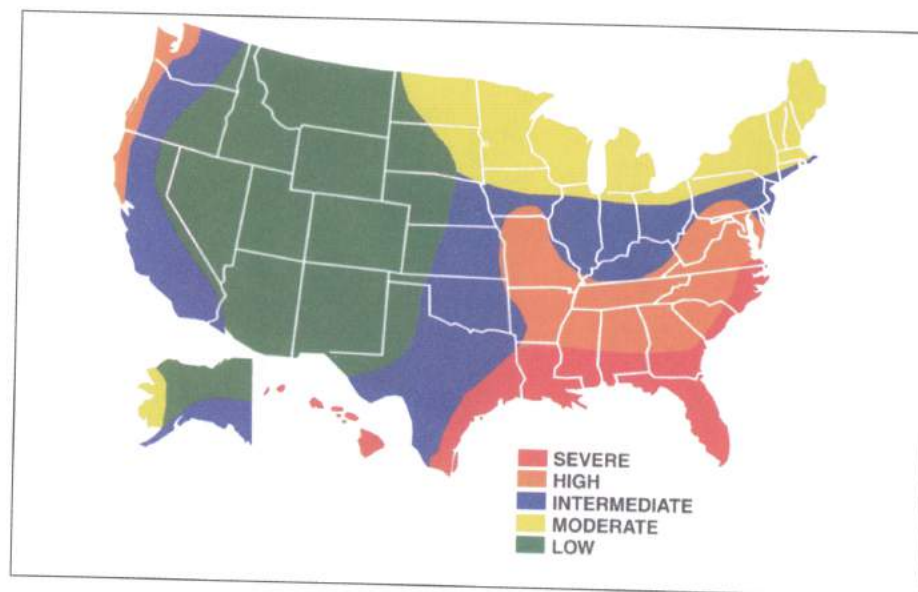 SEVERE
HIGH
INTERMEDIATE
MODERATE
LOW